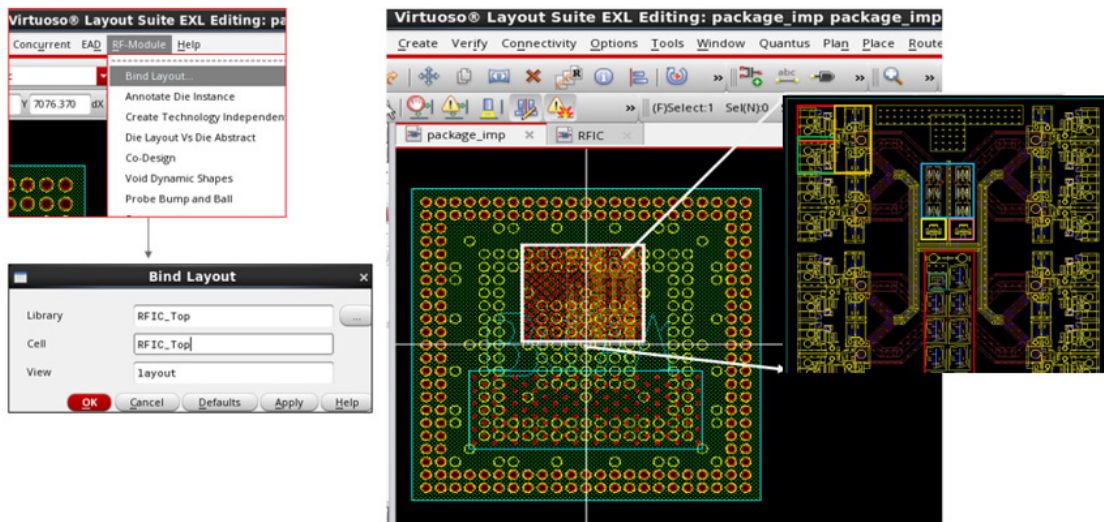 Virtuoso® Layout Suite EXL Editing: pa
Concurrent EAD RF-Module Help
Y 7076.370 dX
Bind Layout...
Annotate Die Instance
Create Technology Independen
Die Layout Vs Die Abstract
Co-Design
Void Dynamic Shapes
Probe Bump and Ball
Bind Layout ×
Library RFIC_Top ...
Cell RFIC_Top
View layout
OK Cancel Defaults Apply Help
Virtuoso® Layout Suite EXL Editing: package_imp package_imp
Create Verify Connectivity Options Tools Window Quantus Plan Place Route
R » abc » »
» (F)Select:1 Sel(N):0
package_imp × RFIC ×